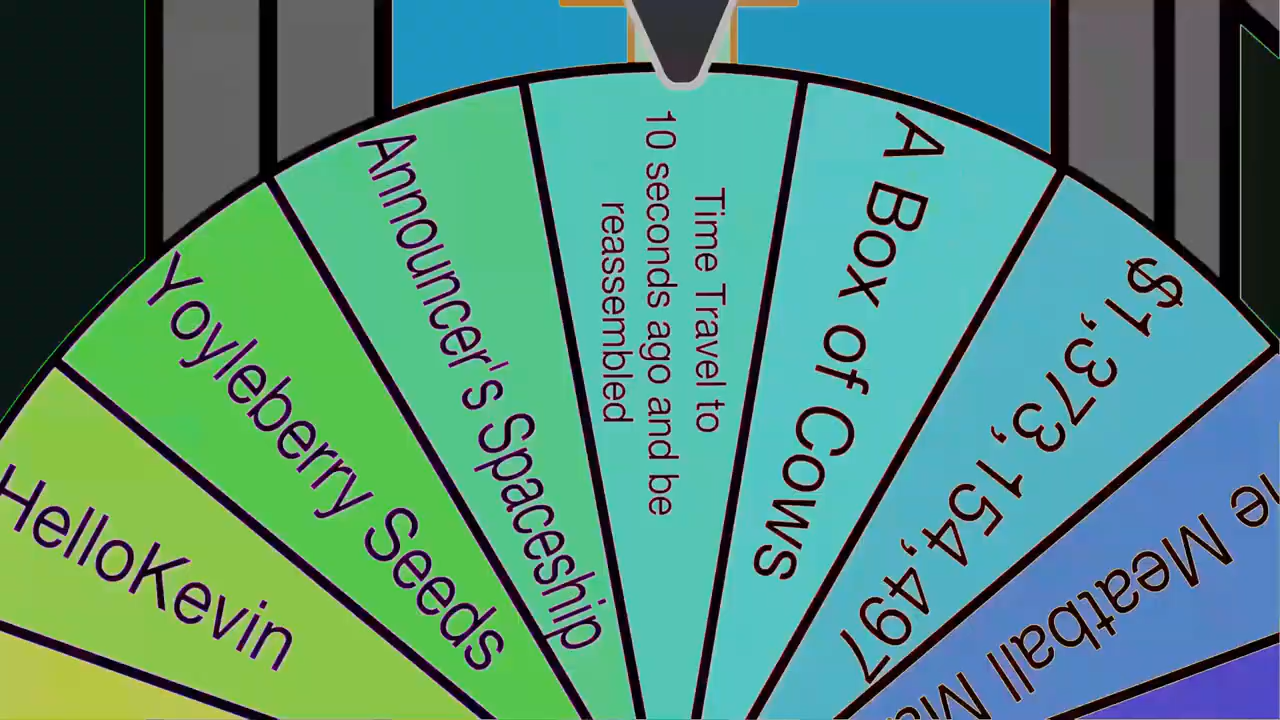 HelloKevin
Yoyleberry Seeds
Announcer's Spaceship
Time Travel to
10 seconds ago and be
reassembled
A Box of Cows
$1,373,154,497
Meatball